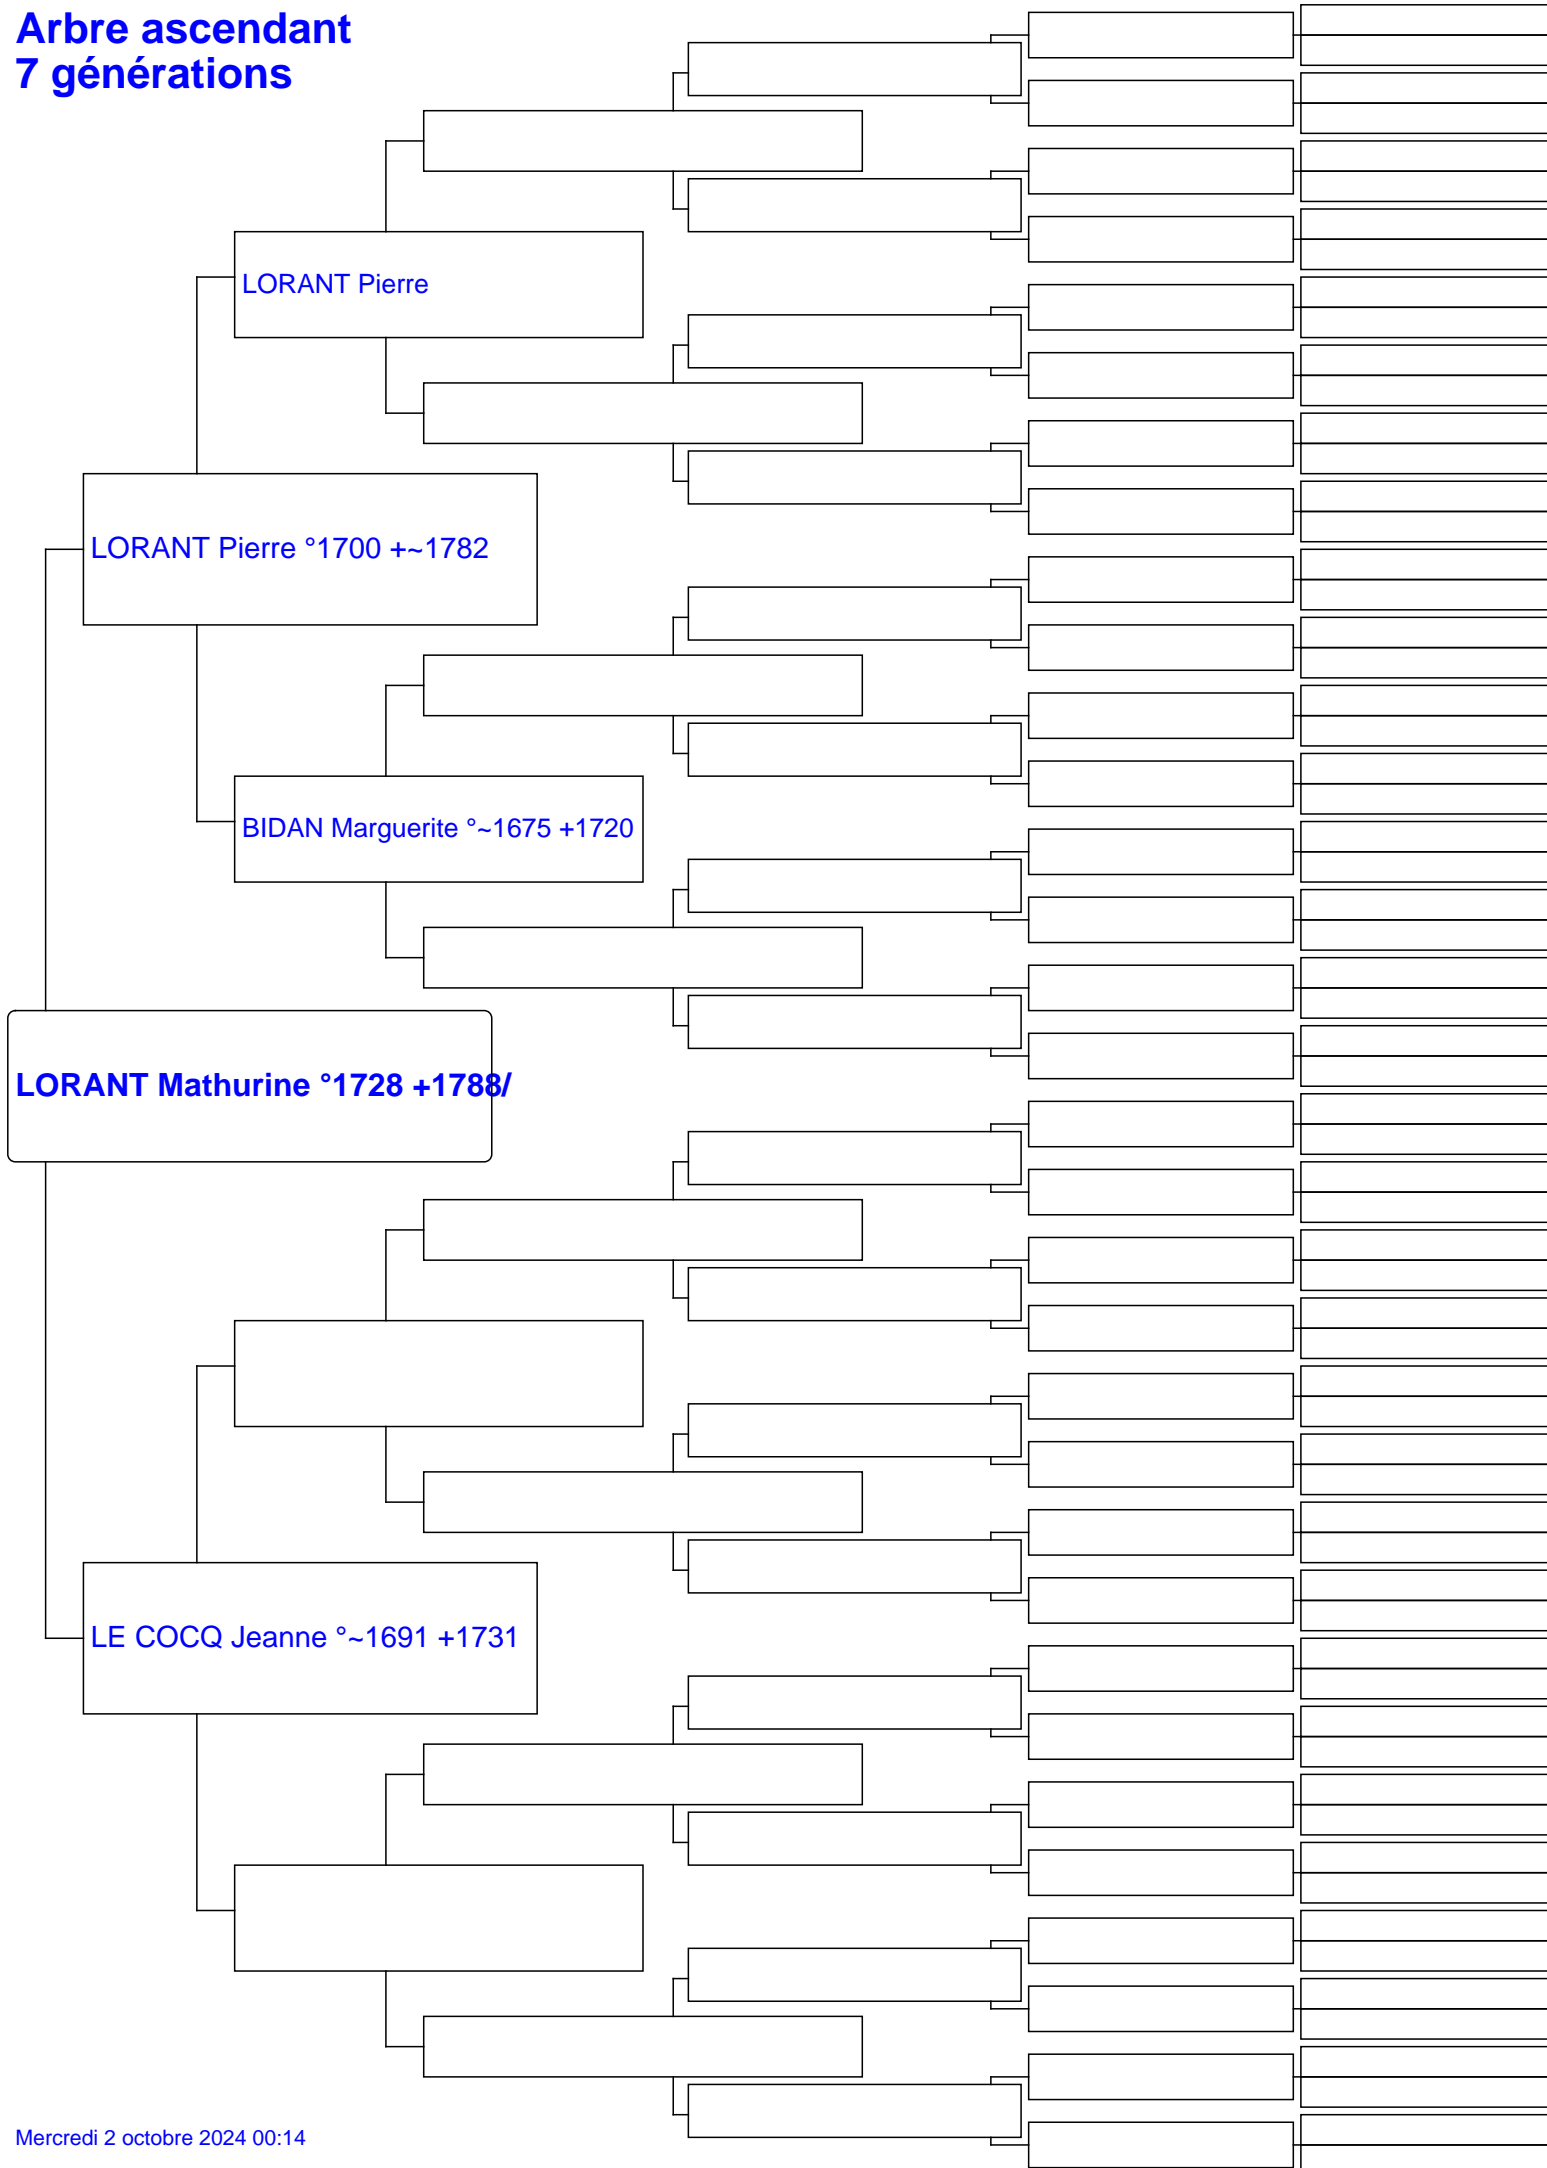 Arbre ascendant
7 générations
LORANT Pierre
LORANT Pierre °1700 +~1782
BIDAN Marguerite °~1675 +1720
LORANT Mathurine °1728 +1788/
LE COCQ Jeanne °~1691 +1731
Mercredi 2 octobre 2024 00:14